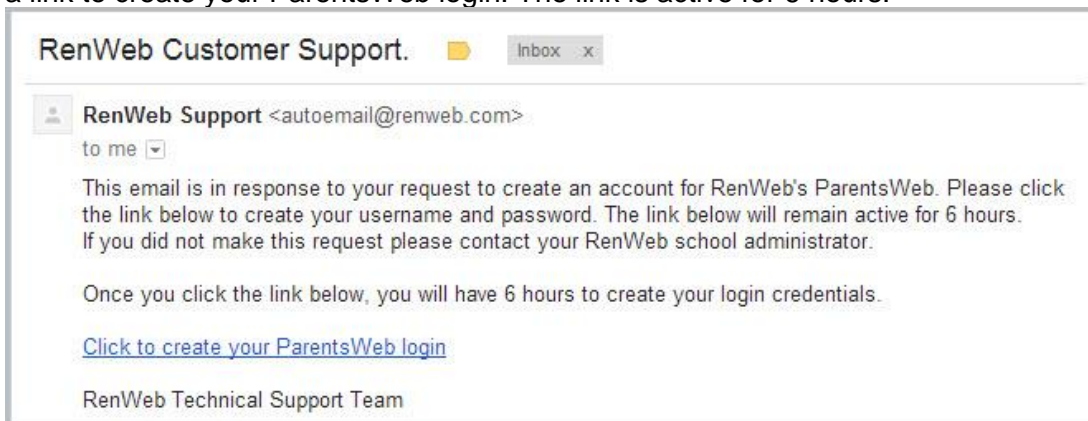 a link to create your ParentsWeb login. The link is active for 6 hours.
RenWeb Customer Support.
Inbox x
RenWeb Support <autoemail@renweb.com>
to me
This email is in response to your request to create an account for RenWeb's ParentsWeb. Please click
the link below to create your username and password. The link below will remain active for 6 hours.
If you did not make this request please contact your RenWeb school administrator.
Once you click the link below, you will have 6 hours to create your login credentials.
Click to create your ParentsWeb login
RenWeb Technical Support Team